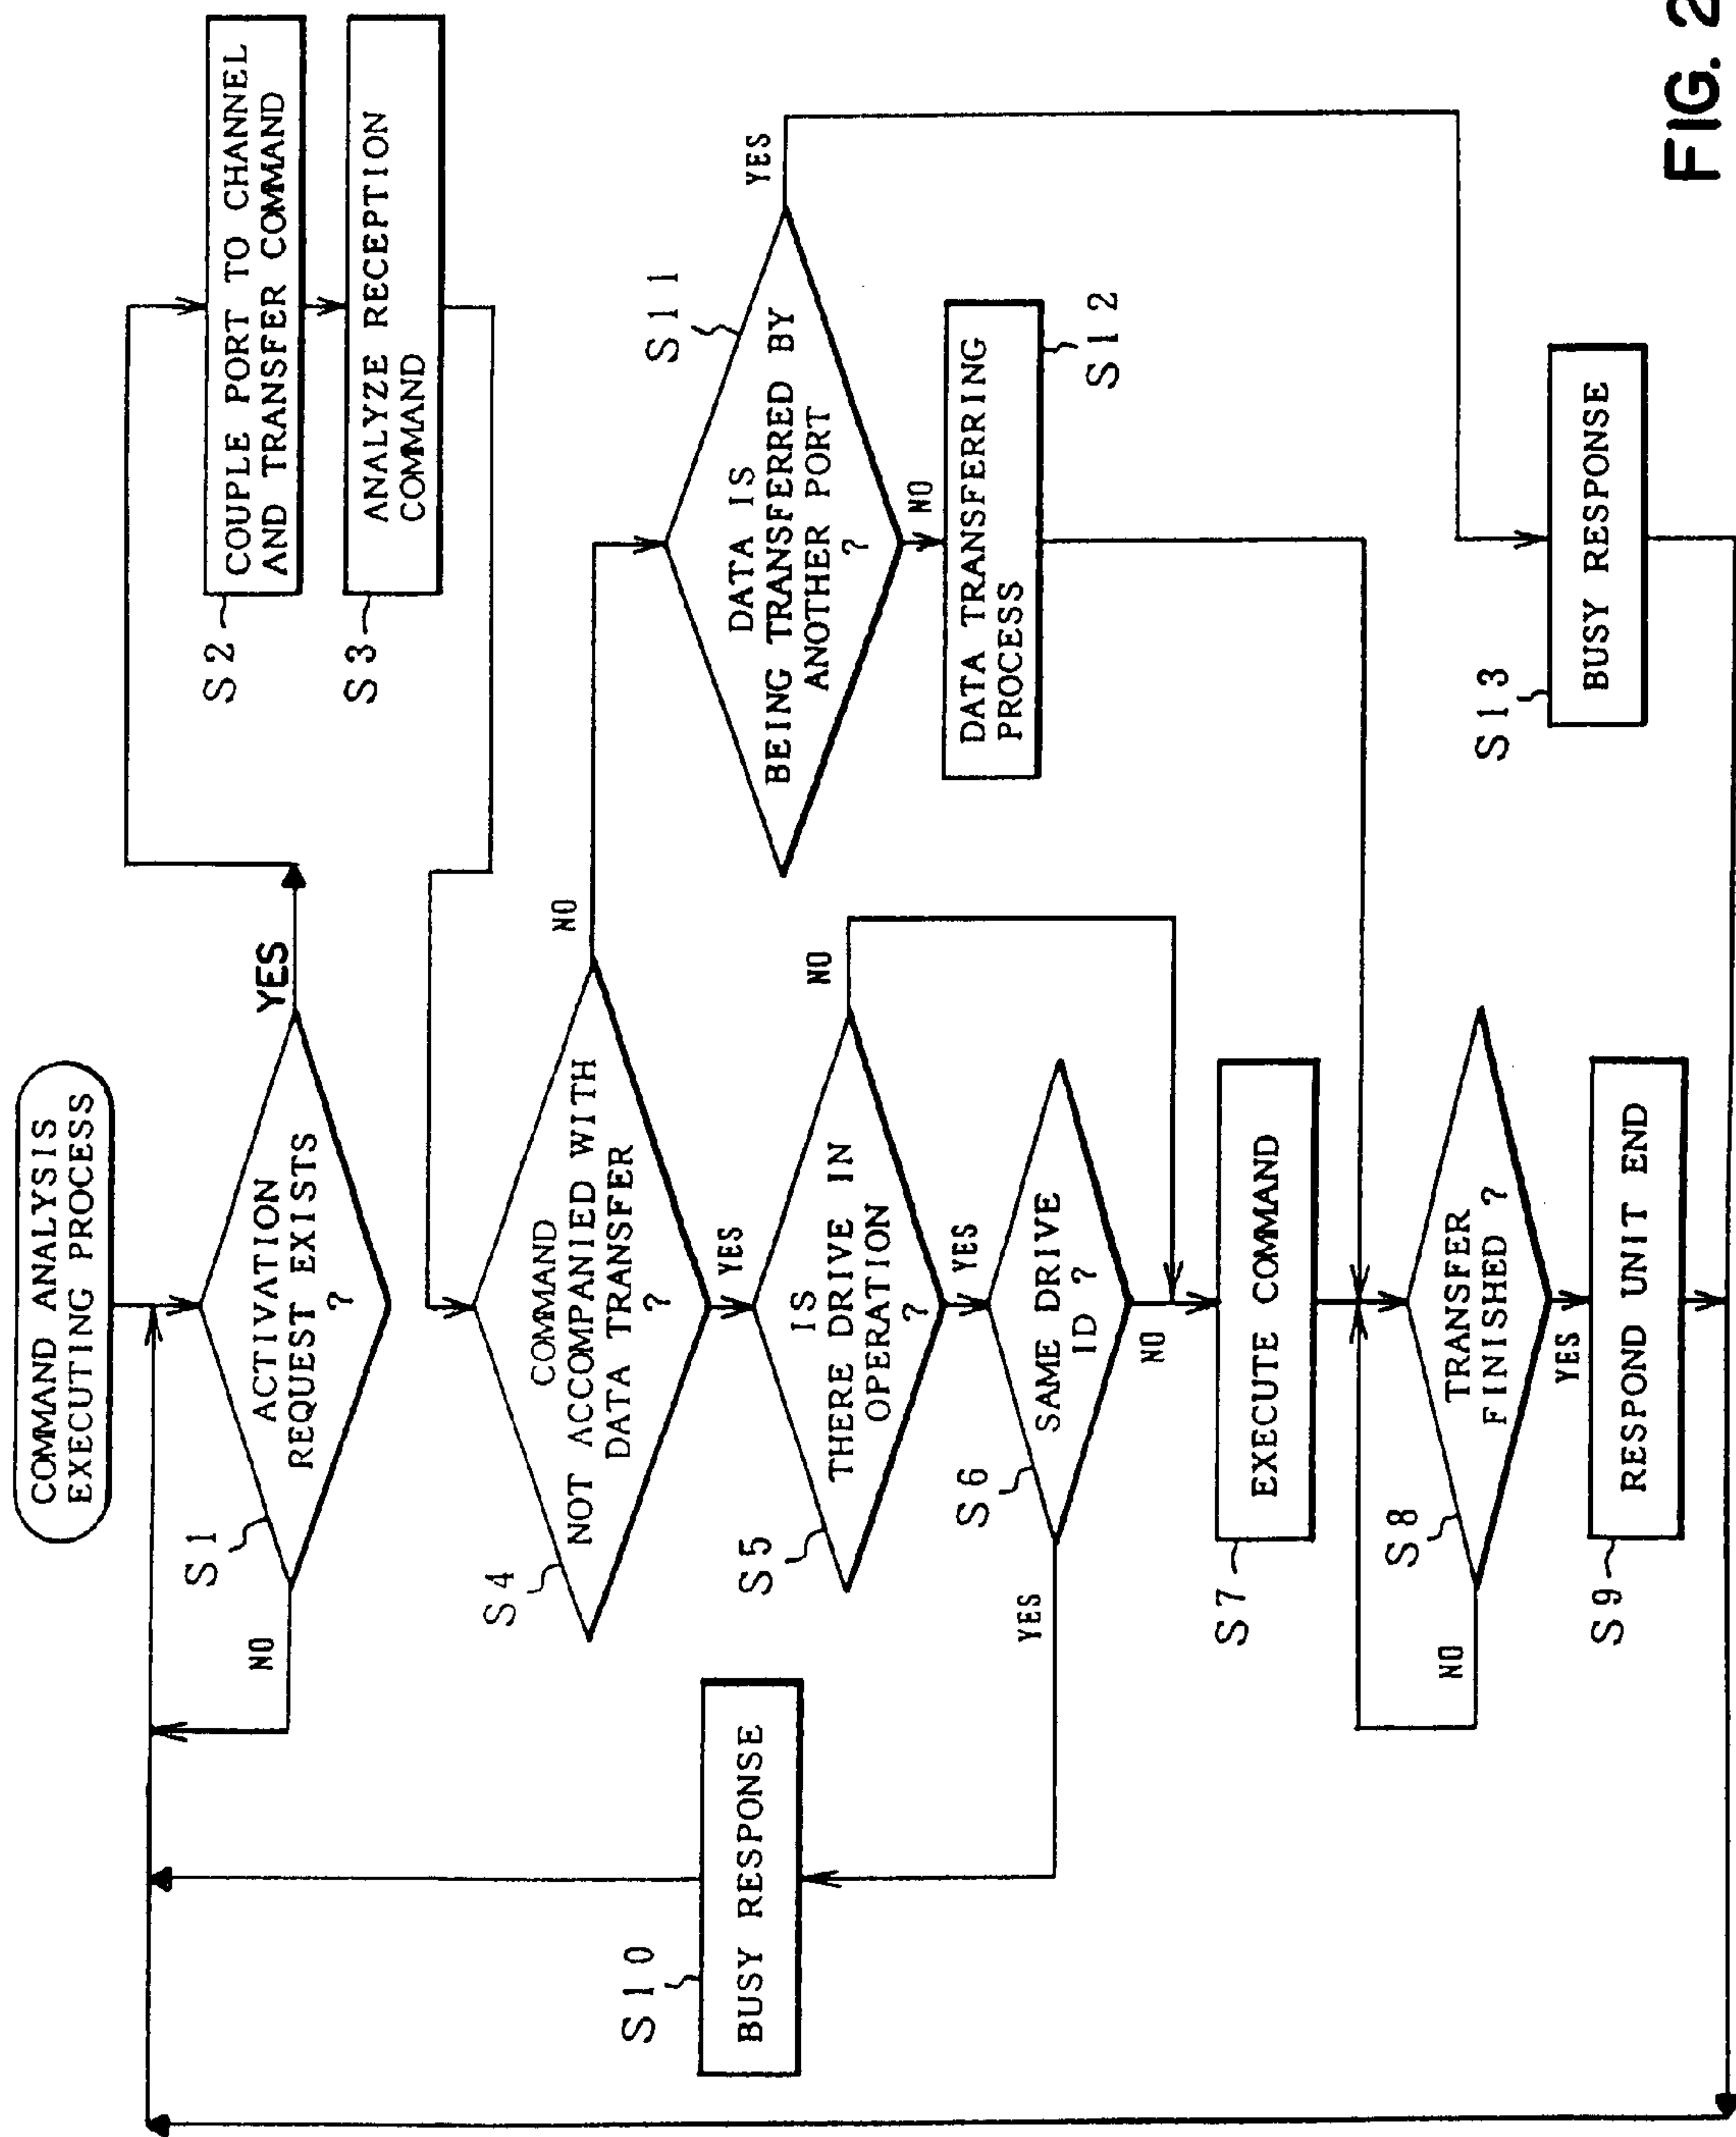 COMMAND ANALYSIS
EXECUTING PROCESS
S1
ACTIVATION
REQUEST EXISTS
?
YES
NO
S2
COUPLE PORT TO CHANNEL
AND TRANSFER COMMAND
S3
ANALYZE RECEPTION
COMMAND
S4
COMMAND
NOT ACCOMPANIED WITH
DATA TRANSFER
?
NO
YES
S5
IS
THERE DRIVE IN
OPERATION
?
NO
YES
S6
SAME DRIVE
ID ?
YES
NO
S10
BUSY RESPONSE
S7
EXECUTE COMMAND
S8
TRANSFER
FINISHED ?
NO
YES
S9
RESPOND UNIT END
S11
DATA IS
BEING TRANSFERRED BY
ANOTHER PORT
?
YES
NO
DATA TRANSFERRING
PROCESS
S12
S13
BUSY RESPONSE
FIG. 2